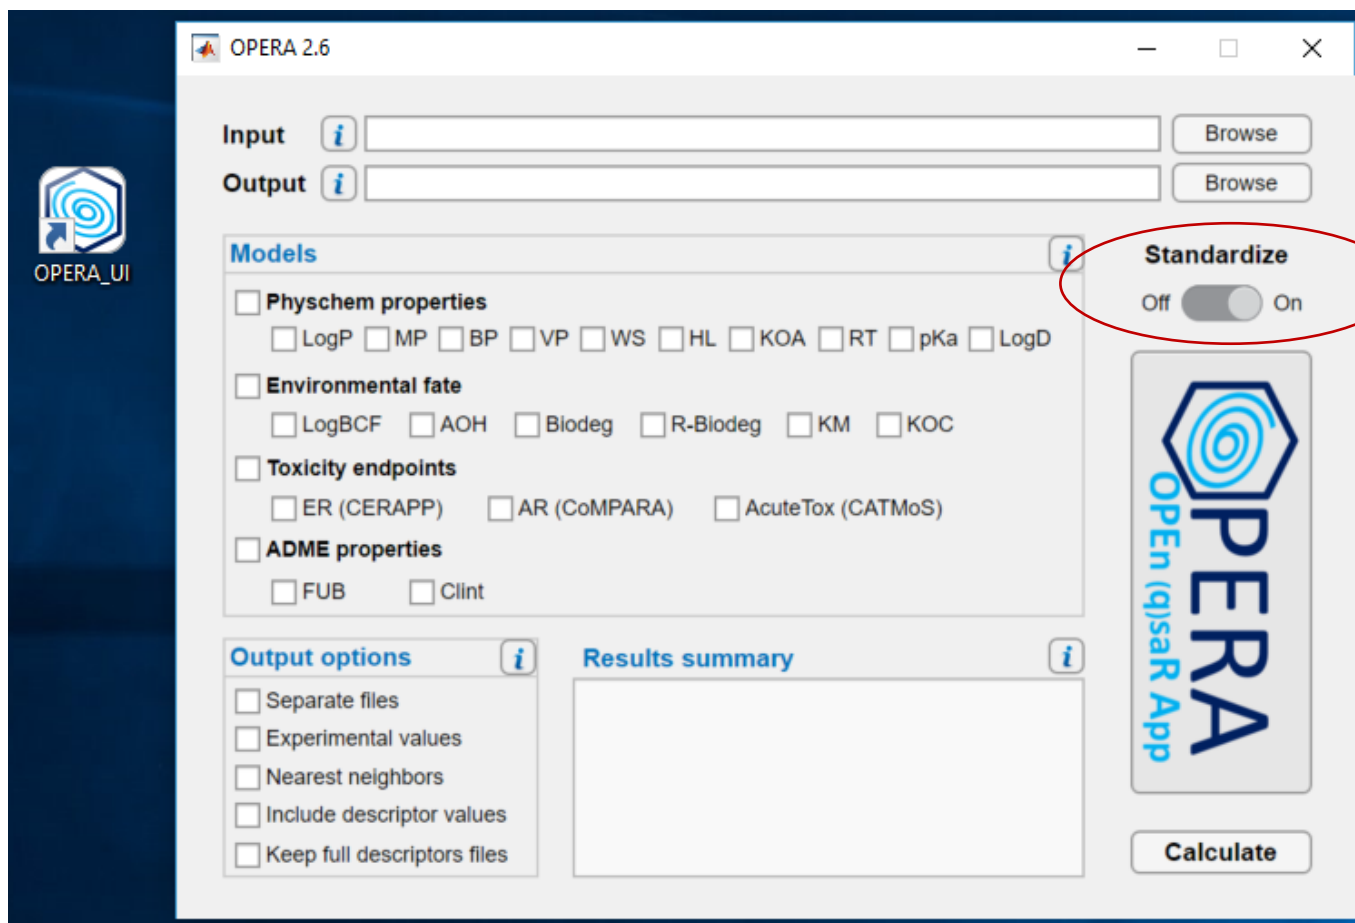 OPERA 2.6
OPERA_UI
Input i Browse
Output i Browse
Models i
Physchem properties
LogP MP BP VP WS HL KOA RT pKa LogD
Environmental fate
LogBCF AOH Biodeg R-Biodeg KM KOC
Toxicity endpoints
ER (CERAPP) AR (CoMPARA) AcuteTox (CATMoS)
ADME properties
FUB Clint
Standardize
Off On
OPERA
OPEn (q)saR App
Output options i
Separate files
Experimental values
Nearest neighbors
Include descriptor values
Keep full descriptors files
Results summary i
Calculate